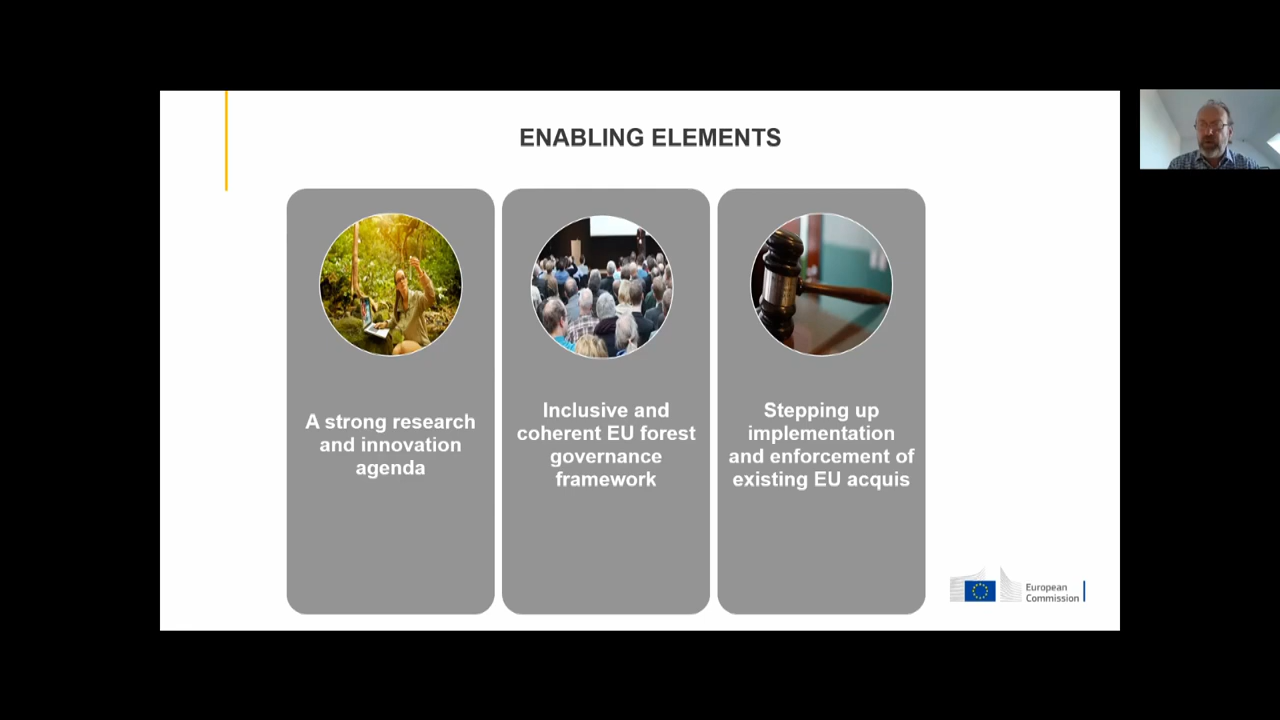 ENABLING ELEMENTS
A strong research
and innovation
agenda
Inclusive and
coherent EU forest
governance
framework
Stepping up
implementation
and enforcement of
existing EU acquis
European
Commission